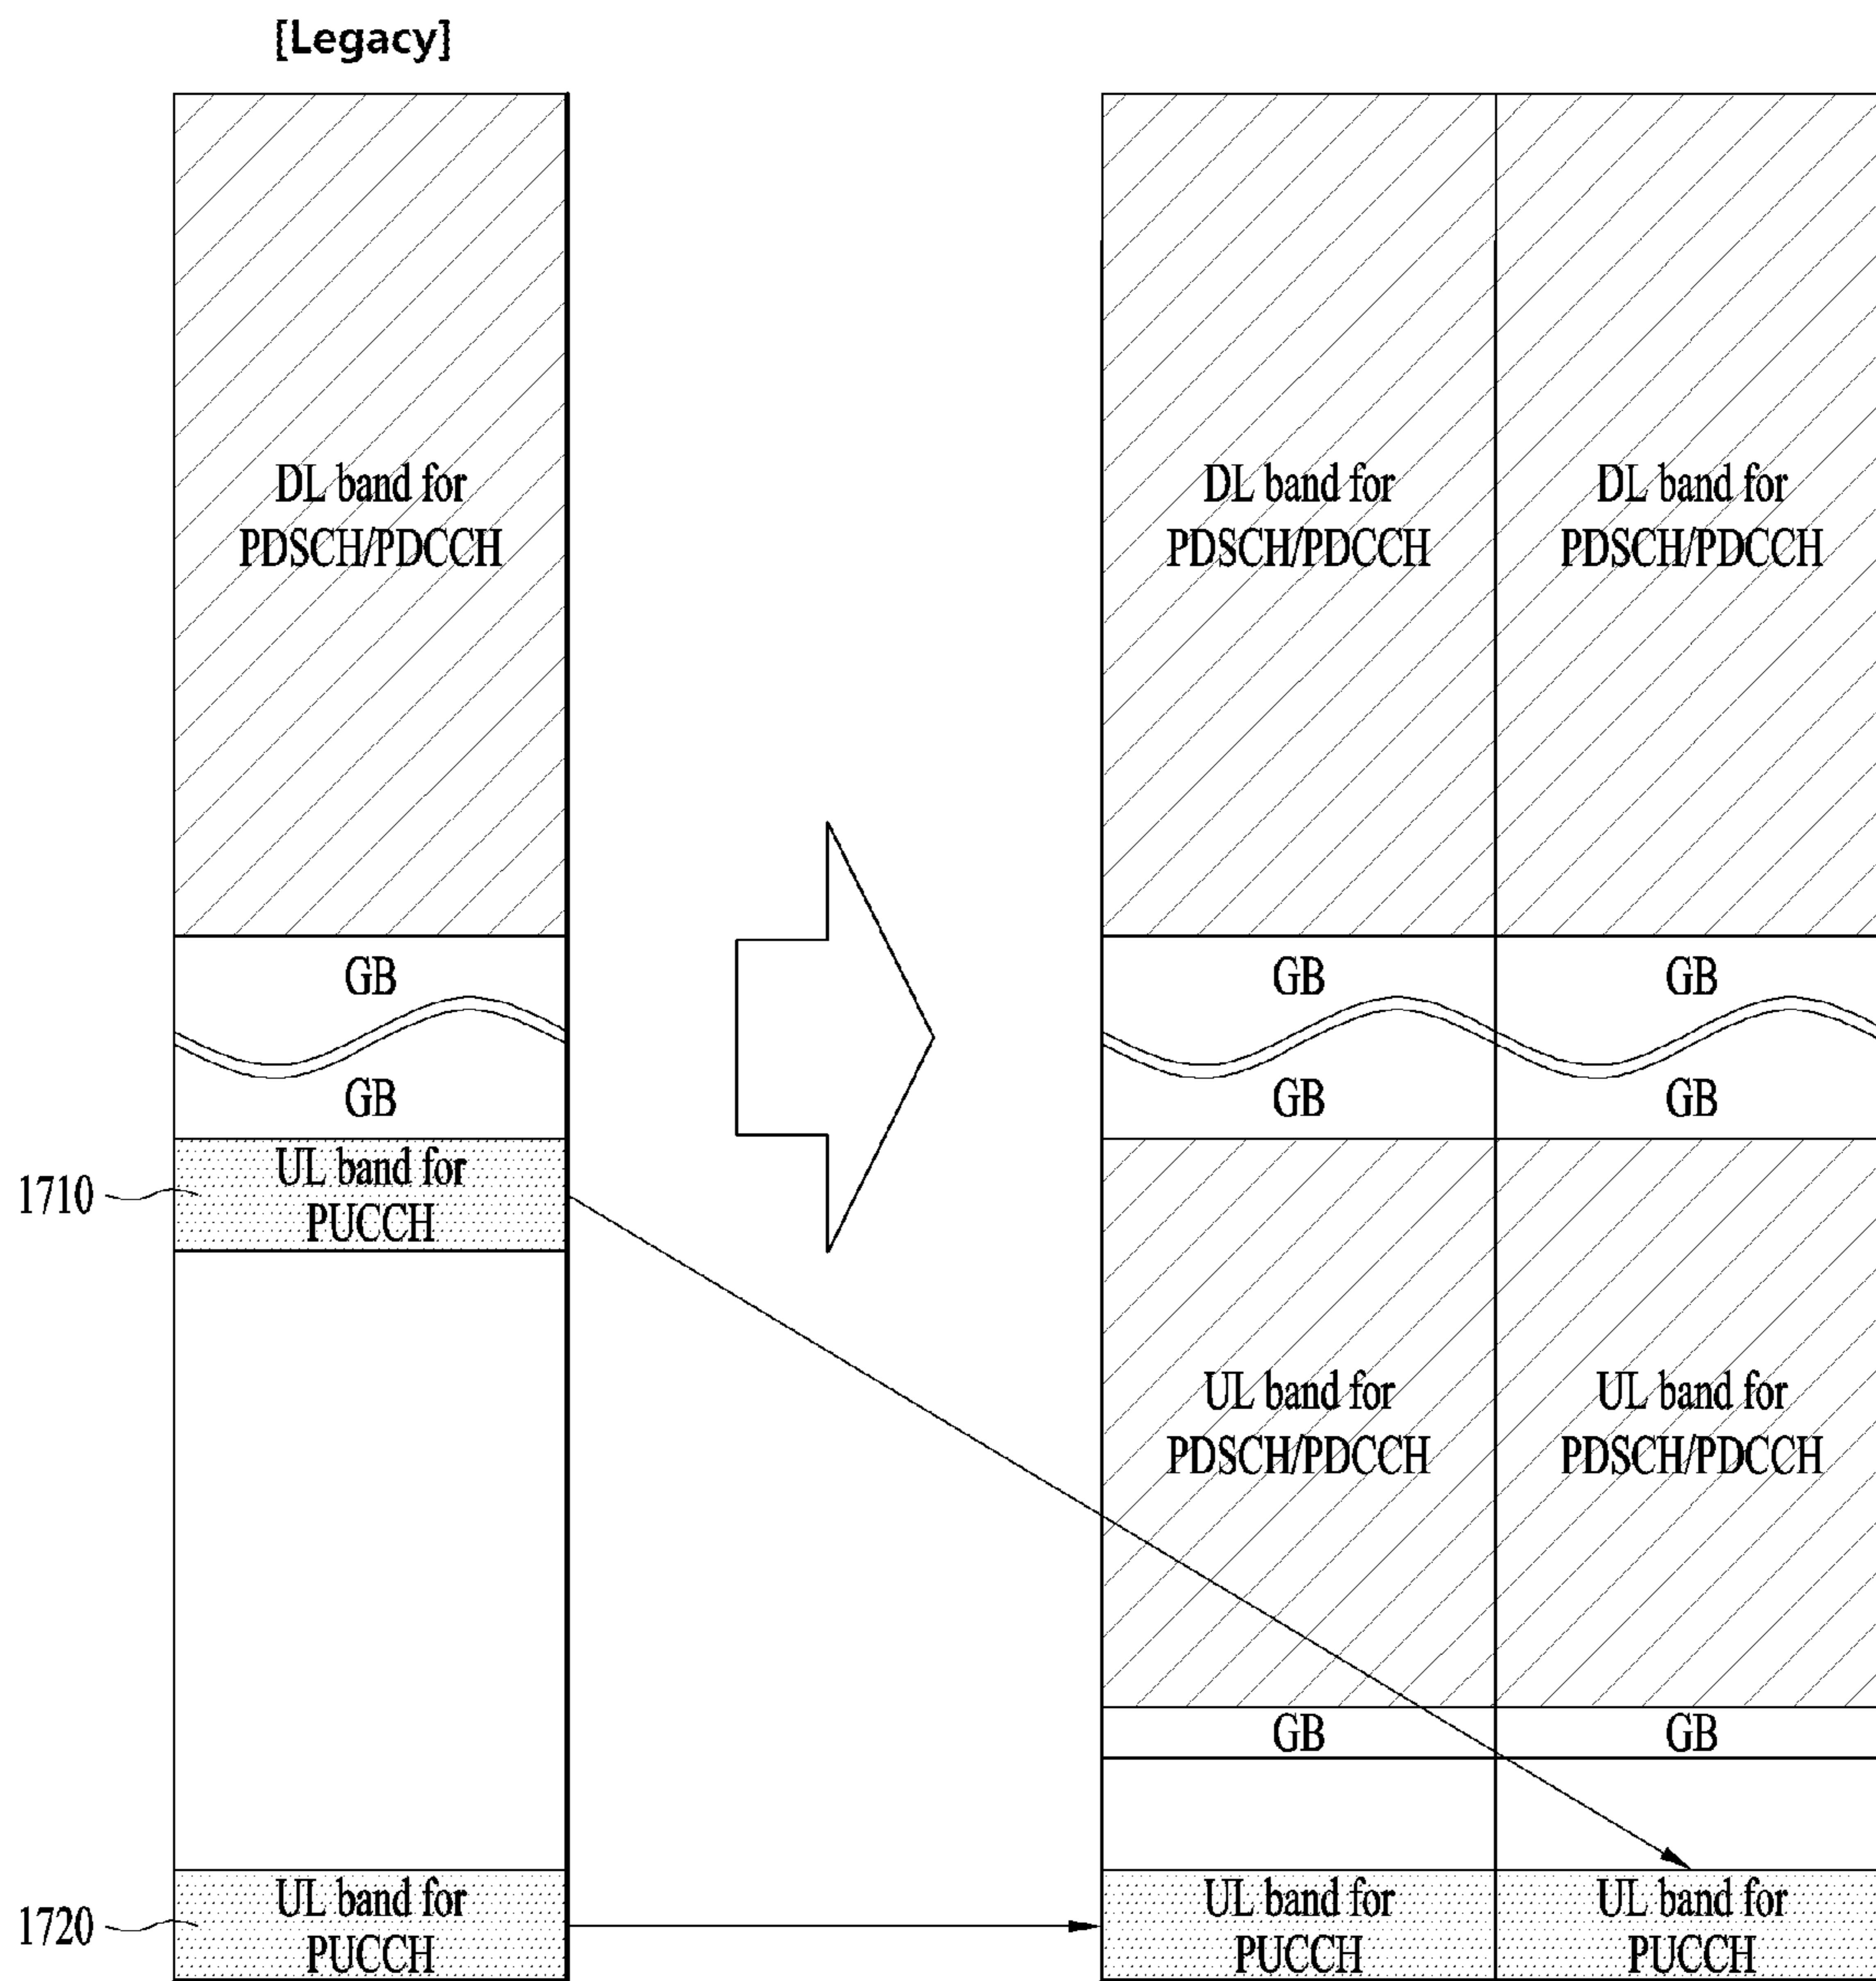 [Legacy]
DL band for
PDSCH/PDCCH
GB
GB
1710
UL band for
PUCCH
1720
UL band for
PUCCH
DL band for
PDSCH/PDCCH
GB
GB
UL band for
PDSCH/PDCCH
GB
UL band for
PUCCH
DL band for
PDSCH/PDCCH
GB
GB
UL band for
PDSCH/PDCCH
GB
UL band for
PUCCH